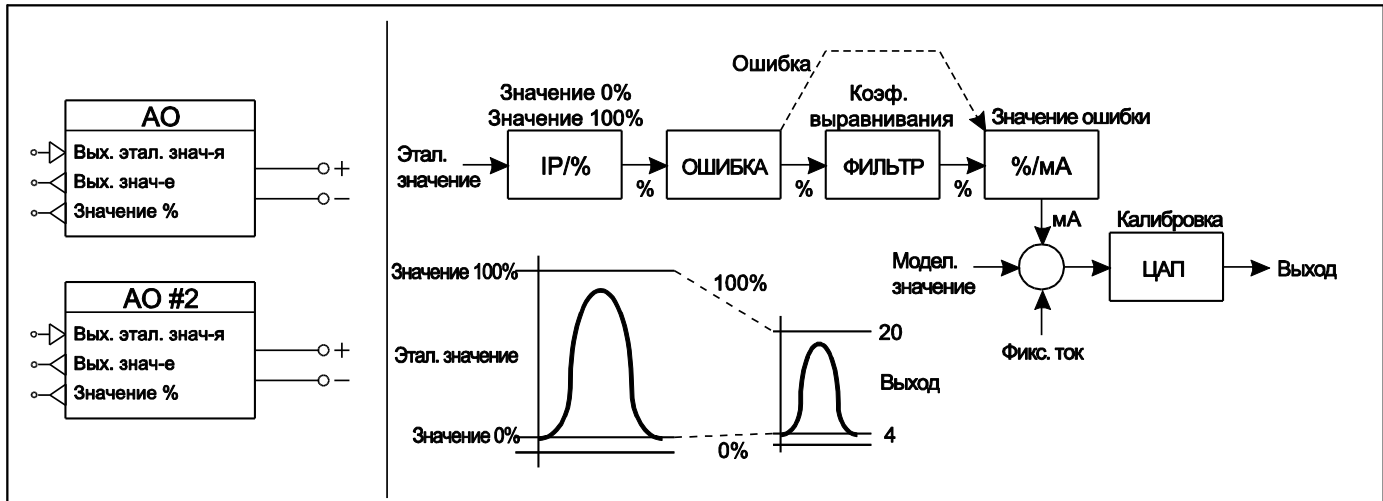 АО
Вых. этал. знач-я
Вых. знач-е
Значение %
+
−
АО #2
Вых. этал. знач-я
Вых. знач-е
Значение %
+
−
Ошибка
Значение 0%
Значение 100%
Коэф.
выравнивания
Значение ошибки
Этал.
значение
IP/%
%
ОШИБКА
%
ФИЛЬТР
%
%/мА
мА
Калибровка
Модел.
значение
ЦАП
Выход
Фикс. ток
Значение 100%
100%
20
Этал. значение
Выход
Значение 0%
0%
4